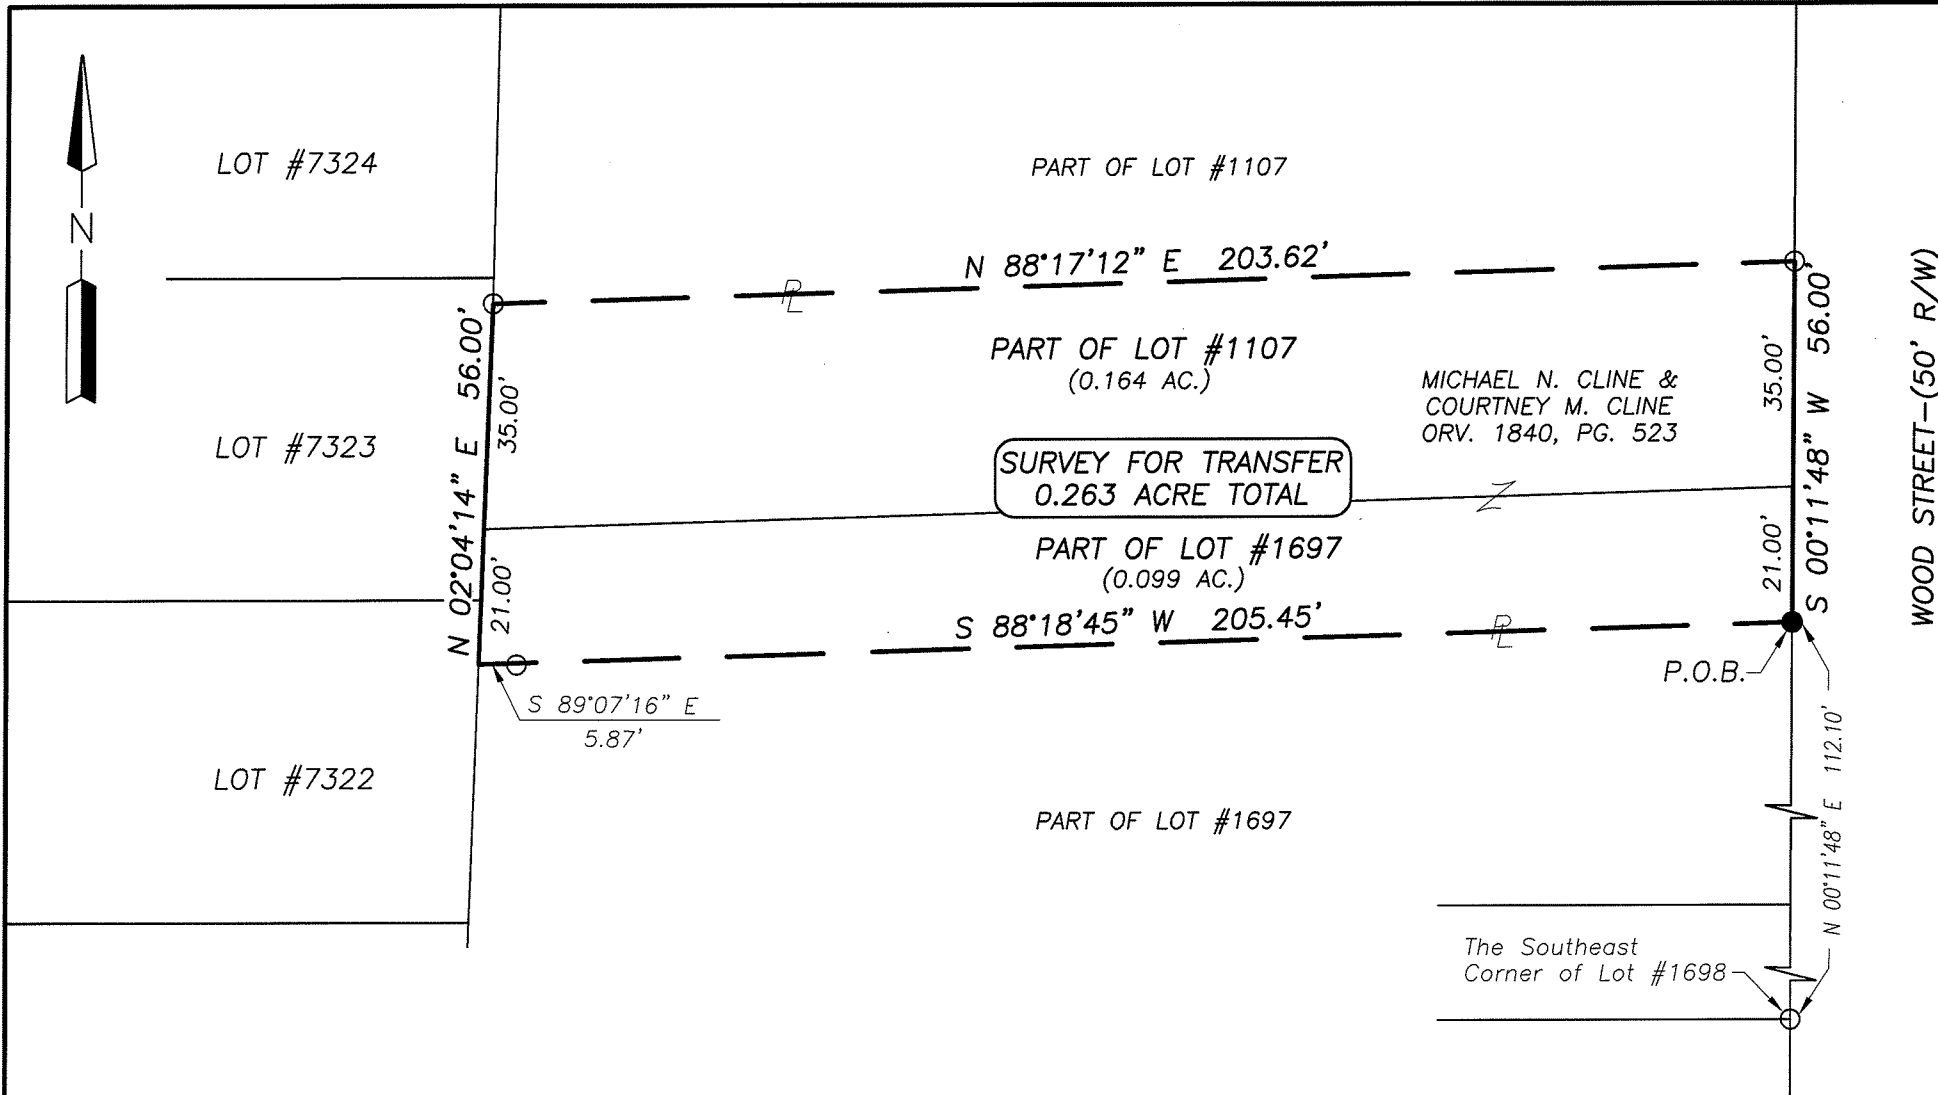 N
LOT #7324
PART OF LOT #1107
N 88°17'12" E 203.62'
PL
PART OF LOT #1107
(0.164 AC.)
MICHAEL N. CLINE &
COURTNEY M. CLINE
ORV. 1840, PG. 523
LOT #7323
N 02°04'14" E 56.00'
35.00'
21.00'
SURVEY FOR TRANSFER
0.263 ACRE TOTAL
Z
35.00'
21.00'
S 00°11'48" W 56.00'
WOOD STREET-(50' R/W)
PART OF LOT #1697
(0.099 AC.)
S 88°18'45" W 205.45'
PL
P.O.B.
S 89°07'16" E
5.87'
LOT #7322
PART OF LOT #1697
N 00°11'48" E 112.10'
The Southeast
Corner of Lot #1698